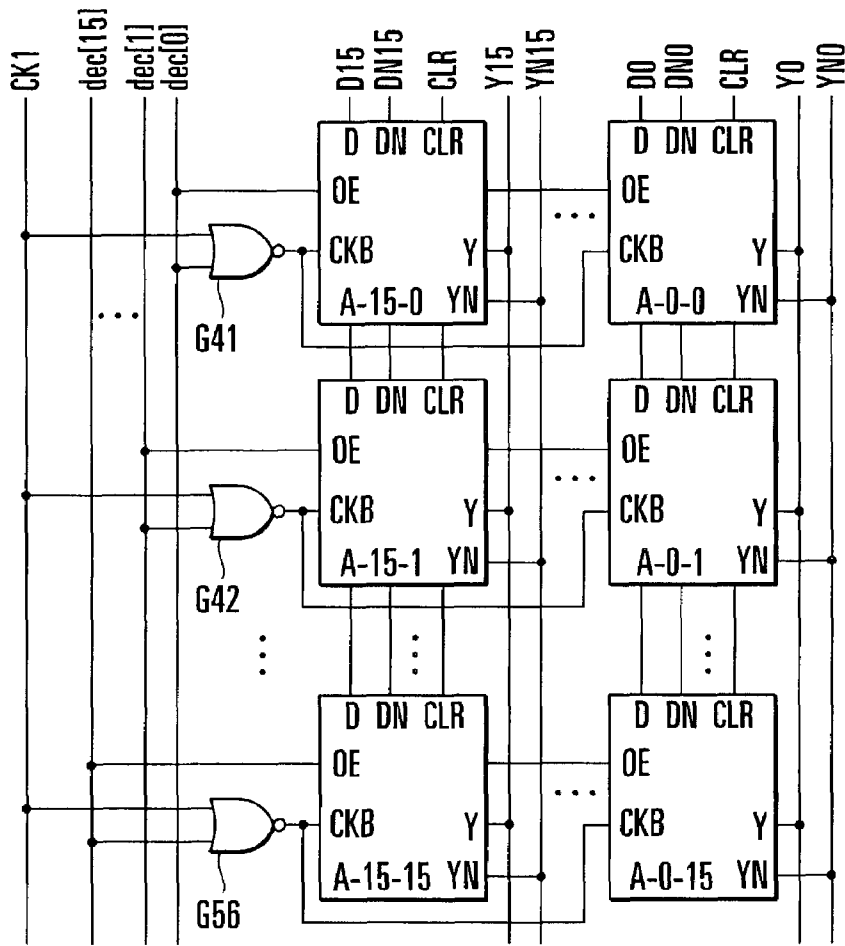 CK1 dec[15] dec[1] dec[0] D15 DN15 CLR Y15 YN15 D0 DN0 CLR Y0 YN0
D DN CLR D DN CLR
OE OE
CKB Y CKB Y
A-15-0 YN A-0-0 YN
G41
D DN CLR D DN CLR
OE OE
CKB Y CKB Y
A-15-1 YN A-0-1 YN
G42
D DN CLR D DN CLR
OE OE
CKB Y CKB Y
A-15-15 YN A-0-15 YN
G56